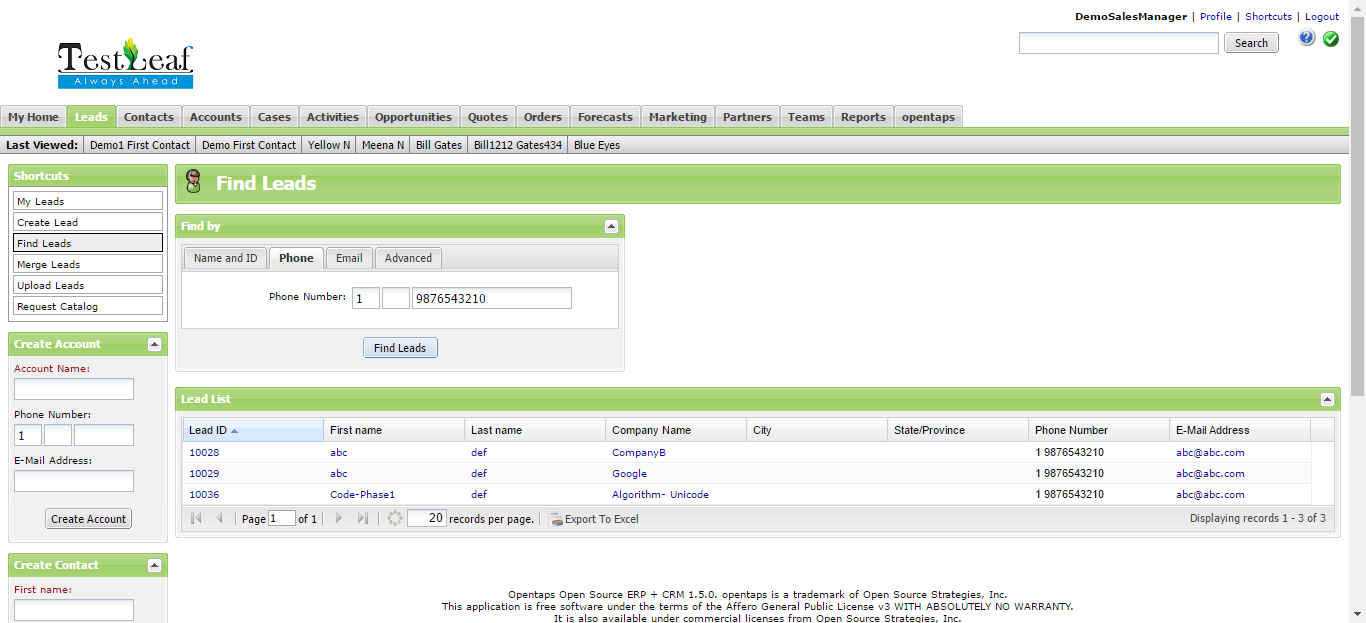 DemoSalesManager | Profile | Shortcuts | Logout
Search
TestLeaf
Always Ahead
My Home Leads Contacts Accounts Cases Activities Opportunities Quotes Orders Forecasts Marketing Partners Teams Reports opentaps
Last Viewed: Demo1 First Contact Demo First Contact Yellow N Meena N Bill Gates Bill1212 Gates434 Blue Eyes
Shortcuts
My Leads
Create Lead
Find Leads
Merge Leads
Upload Leads
Request Catalog
Create Account
Account Name:
Phone Number:
1
E-Mail Address:
Create Account
Create Contact
First name:
Find Leads
Find by
Name and ID Phone Email Advanced
Phone Number: 1 9876543210
Find Leads
Lead List
Lead ID First name Last name Company Name City State/Province Phone Number E-Mail Address
10028 abc def CompanyB 1 9876543210 abc@abc.com
10029 abc def Google 1 9876543210 abc@abc.com
10036 Code-Phase1 def Algorithm- Unicode 1 9876543210 abc@abc.com
Page 1 of 1 20 records per page. Export To Excel Displaying records 1 - 3 of 3
Opentaps Open Source ERP + CRM 1.5.0. opentaps is a trademark of Open Source Strategies, Inc.
This application is free software under the terms of the Affero General Public License v3 WITH ABSOLUTELY NO WARRANTY.
It is also available under commercial licenses from Open Source Strategies, Inc.